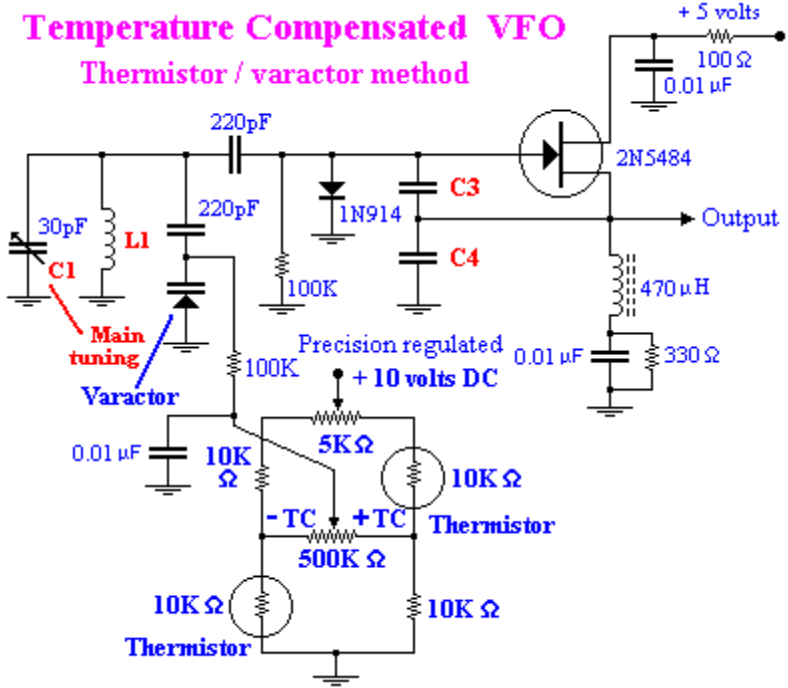 Temperature Compensated VFO
Thermistor / varactor method
+ 5 volts
100 Ω
0.01 μF
220pF
2N5484
30pF
C1
L1
220pF
1N914
C3
C4
Output
100K
470 μH
Main
tuning
Varactor
100K
Precision regulated
+ 10 volts DC
0.01 μF
330 Ω
0.01 μF
10K
Ω
5K Ω
10K Ω
Thermistor
- TC
+ TC
500K Ω
10K Ω
Thermistor
10K Ω